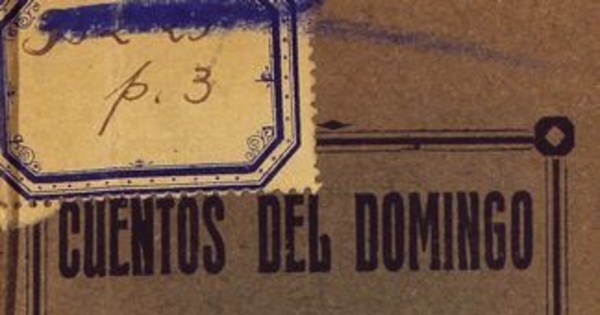 p. 3
CUENTOS DEL DOMINGO